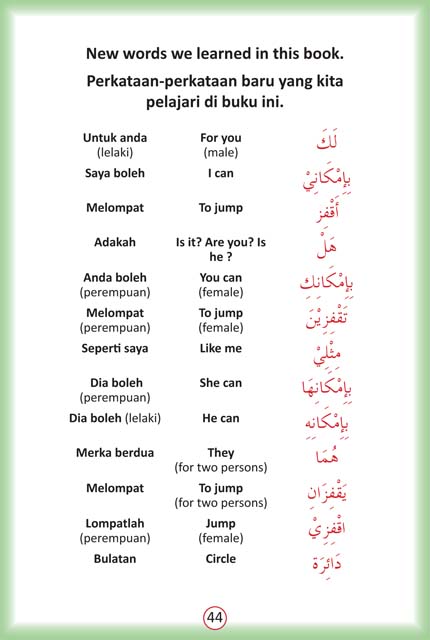 New words we learned in this book.
Perkataan-perkataan baru yang kita
pelajari di buku ini.
Untuk anda For you لَكَ
(lelaki) (male)
Saya boleh I can بِإِمْكَانِيْ
Melompat To jump أَقْفِز
Adakah Is it? Are you? Is هَلْ
he ?
Anda boleh You can بِإِمْكَانِكِ
(perempuan) (female)
Melompat To jump تَقْفِزِيْنَ
(perempuan) (female)
Seperti saya Like me مِثْلِيْ
Dia boleh She can بِإِمْكَانِهَا
(perempuan)
Dia boleh (lelaki) He can بِإِمْكَانِه
Merka berdua They هُمَا
(for two persons)
Melompat To jump يَقْفِزَانِ
(for two persons)
Lompatlah Jump اقْفِزِيْ
(perempuan) (female)
Bulatan Circle دَائِرَة
44